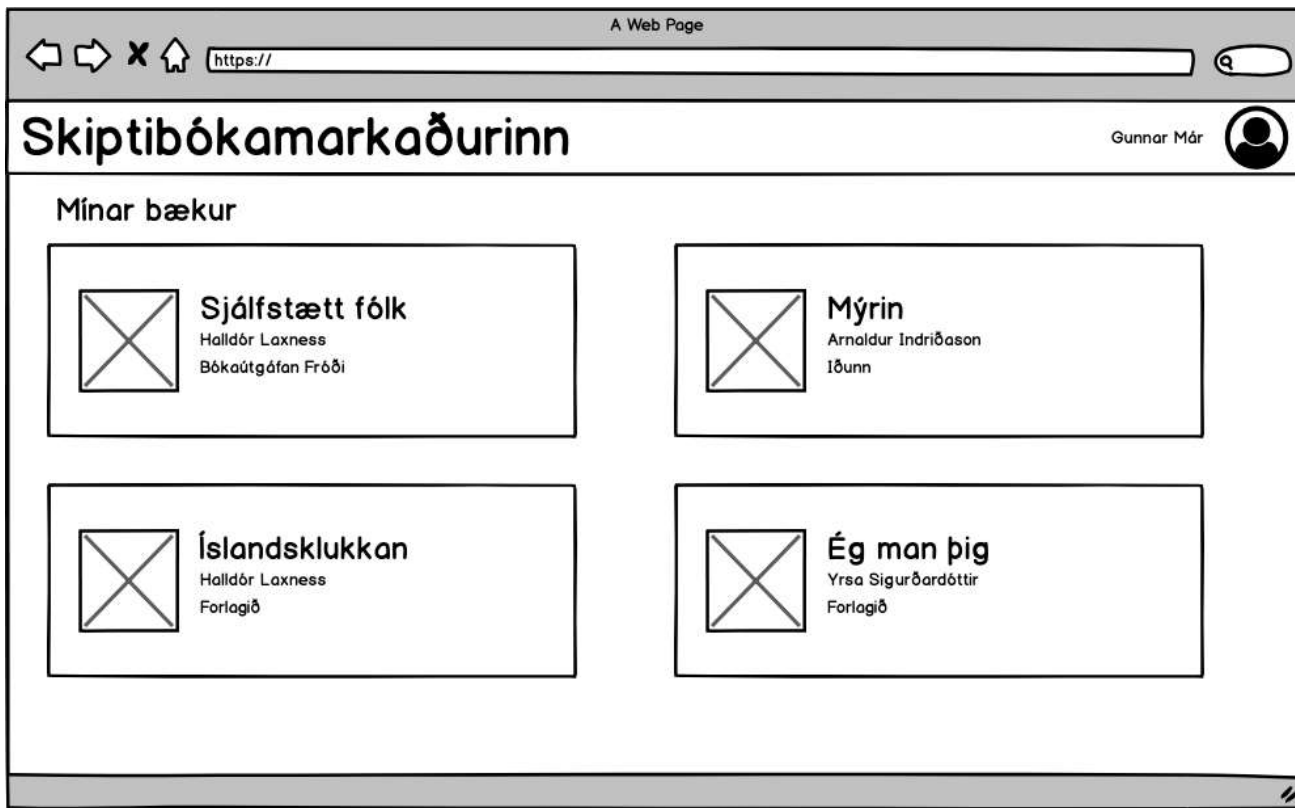 A Web Page
https://
Skiptibókamarkaðurinn
Gunnar Már
Mínar bækur
Sjálfstætt fólk
Halldór Laxness
Bókaútgáfan Fróði
Mýrin
Arnaldur Indriðason
Iðunn
Íslandsklukkan
Halldór Laxness
Forlagið
Ég man þig
Yrsa Sigurðardóttir
Forlagið